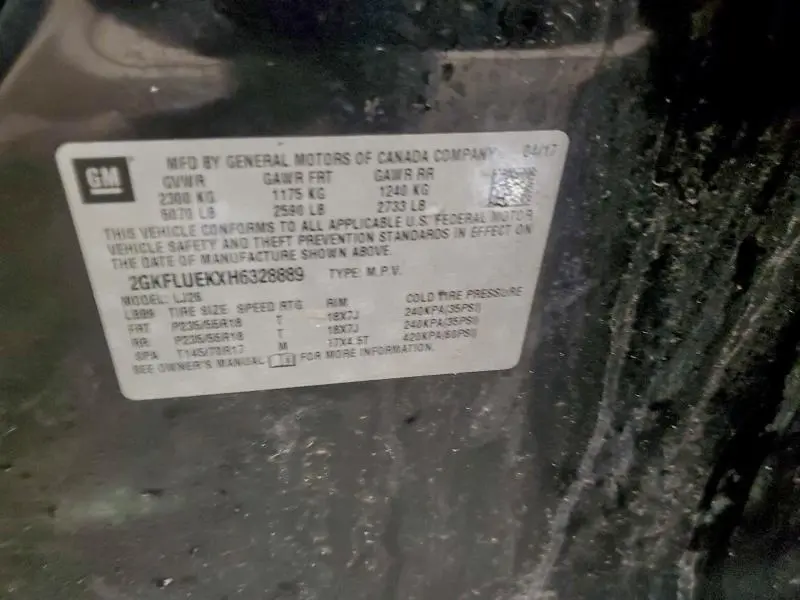 GM
MFD BY GENERAL MOTORS OF CANADA COMPANY 04/17
GVWR GAWR FRT GAWR RR
2300 KG 1175 KG 1240 KG
5070 LB 2590 LB 2733 LB
THIS VEHICLE CONFORMS TO ALL APPLICABLE U.S. FEDERAL MOTOR
VEHICLE SAFETY AND THEFT PREVENTION STANDARDS IN EFFECT ON
THE DATE OF MANUFACTURE SHOWN ABOVE.
2GKFLUEKXH6328889 TYPE: M.P.V.
MODEL: LJ26
TIRE SIZE SPEED RTG RIM COLD TIRE PRESSURE
FRT P235/55R18 T 18X7J 240KPA(35PSI)
RR P235/55R18 T 18X7J 240KPA(35PSI)
SPA T145/70R17 M 17X4.5T 420KPA(60PSI)
SEE OWNER'S MANUAL FOR MORE INFORMATION.